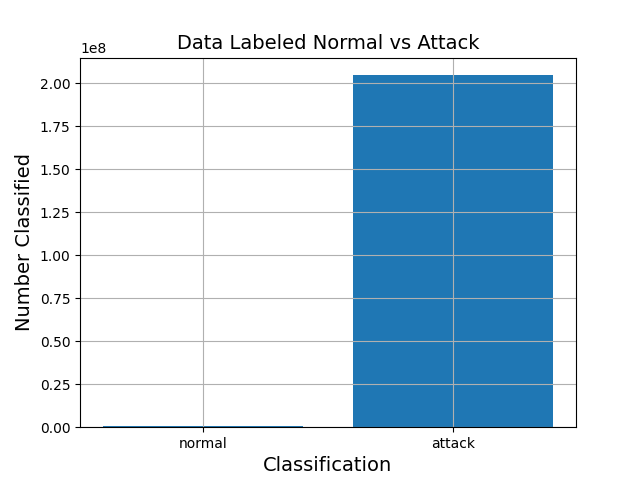 Data Labeled Normal vs Attack
1e8
2.00
1.75
1.50
1.25
1.00
0.75
0.50
0.25
0.00
Number Classified
normal attack
Classification